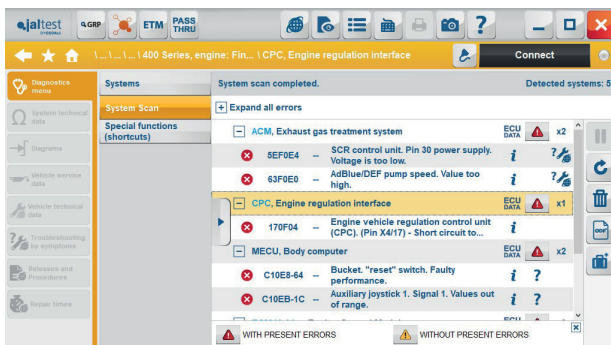 jaltest
GRP
ETM
PASS
THRU
?
\...\...\...\400 Series, engine: Fin... \CPC, Engine regulation interface
Connect
Diagnostics
menu
System technical
data
Diagrams
Vehicle service
data
Vehicle technical
data
Troubleshooting
by symptoms
Releases and
Procedures
Repair times
Systems
System Scan
Special functions
(shortcuts)
System scan completed.
Detected systems: 5
Expand all errors
ACM, Exhaust gas treatment system
ECU
DATA
x2
5EF0E4 -- SCR control unit. Pin 30 power supply.
Voltage is too low.
i ?
63F0E0 -- AdBlue/DEF pump speed. Value too
high.
i ?
CPC, Engine regulation interface
ECU
DATA
x1
170F04 -- Engine vehicle regulation control unit
(CPC). (Pin X4/17) - Short circuit to...
i
MECU, Body computer
ECU
DATA
x2
C10E8-64 -- Bucket. "reset" switch. Faulty
performance.
i ?
C10EB-1C -- Auxiliary joystick 1. Signal 1. Values out
of range.
i ?
WITH PRESENT ERRORS
WITHOUT PRESENT ERRORS